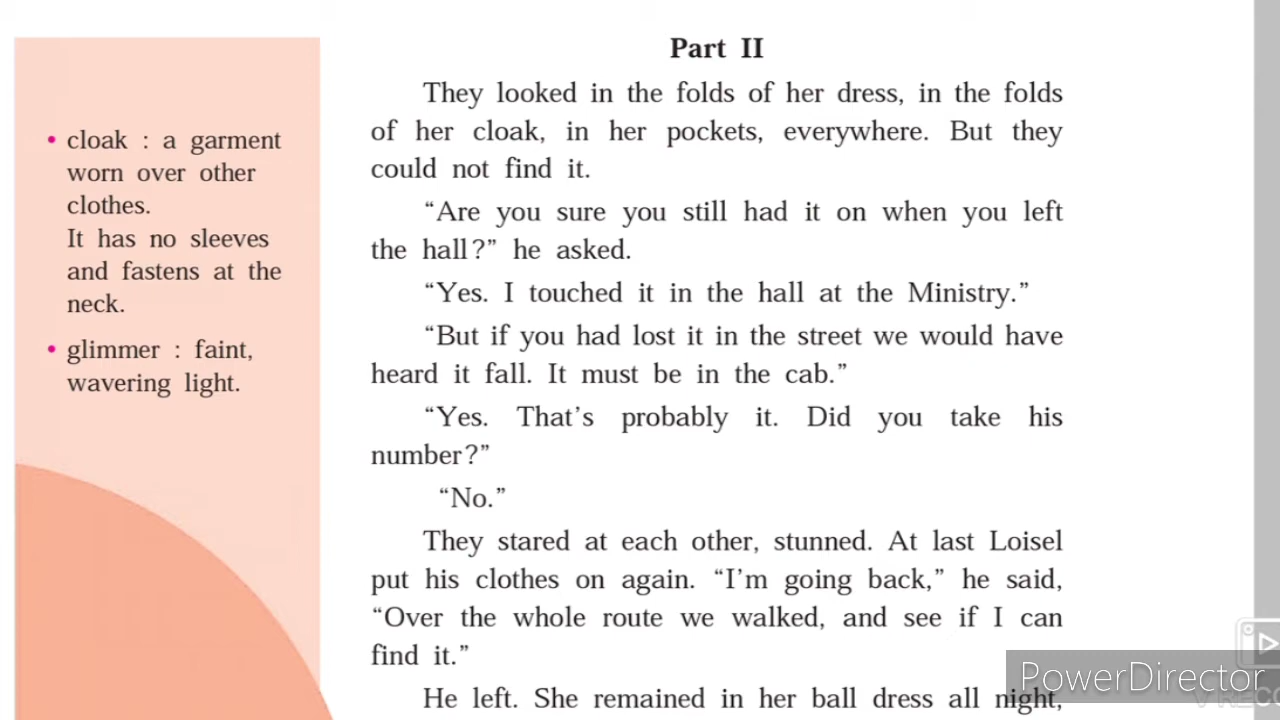 Part II
They looked in the folds of her dress, in the folds
of her cloak, in her pockets, everywhere. But they
could not find it.
“Are you sure you still had it on when you left
the hall?” he asked.
“Yes. I touched it in the hall at the Ministry.”
“But if you had lost it in the street we would have
heard it fall. It must be in the cab.”
“Yes. That’s probably it. Did you take his
number?”
“No.”
They stared at each other, stunned. At last Loisel
put his clothes on again. “I’m going back,” he said,
“Over the whole route we walked, and see if I can
find it.”
He left. She remained in her ball dress all night,
• cloak : a garment
worn over other
clothes.
It has no sleeves
and fastens at the
neck.
• glimmer : faint,
wavering light.
PowerDirector